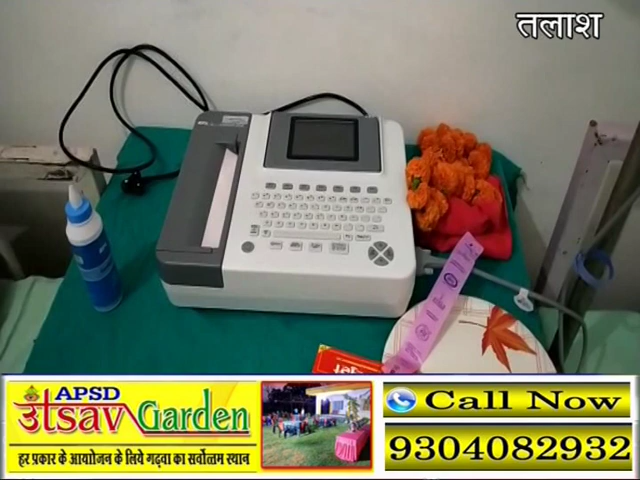 तलाश
APSD
उत्सव Garden
हर प्रकार के आयाोजन के लिये गढ़वा का सर्वोत्तम स्थान
Call Now
9304082932